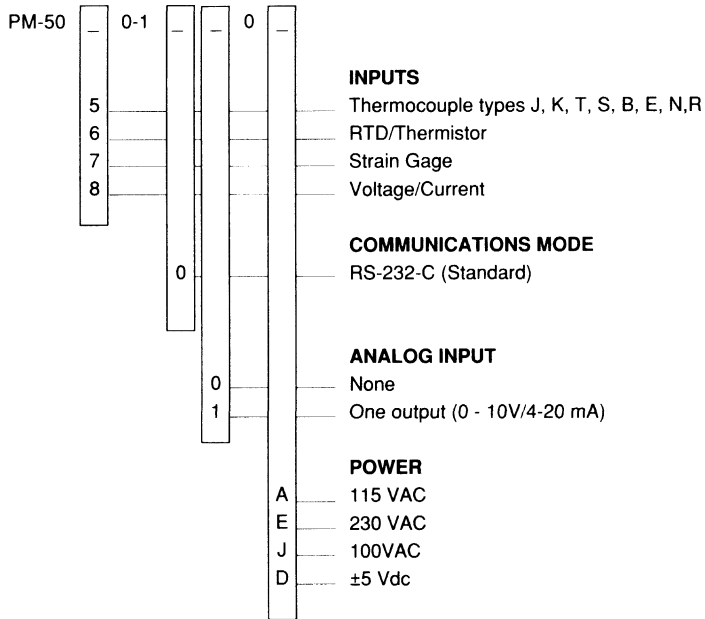 PM-50 _ 0-1 _ _ 0 _
INPUTS
5 Thermocouple types J, K, T, S, B, E, N,R
6 RTD/Thermistor
7 Strain Gage
8 Voltage/Current
COMMUNICATIONS MODE
0 RS-232-C (Standard)
ANALOG INPUT
0 None
1 One output (0 - 10V/4-20 mA)
POWER
A 115 VAC
E 230 VAC
J 100VAC
D ±5 Vdc